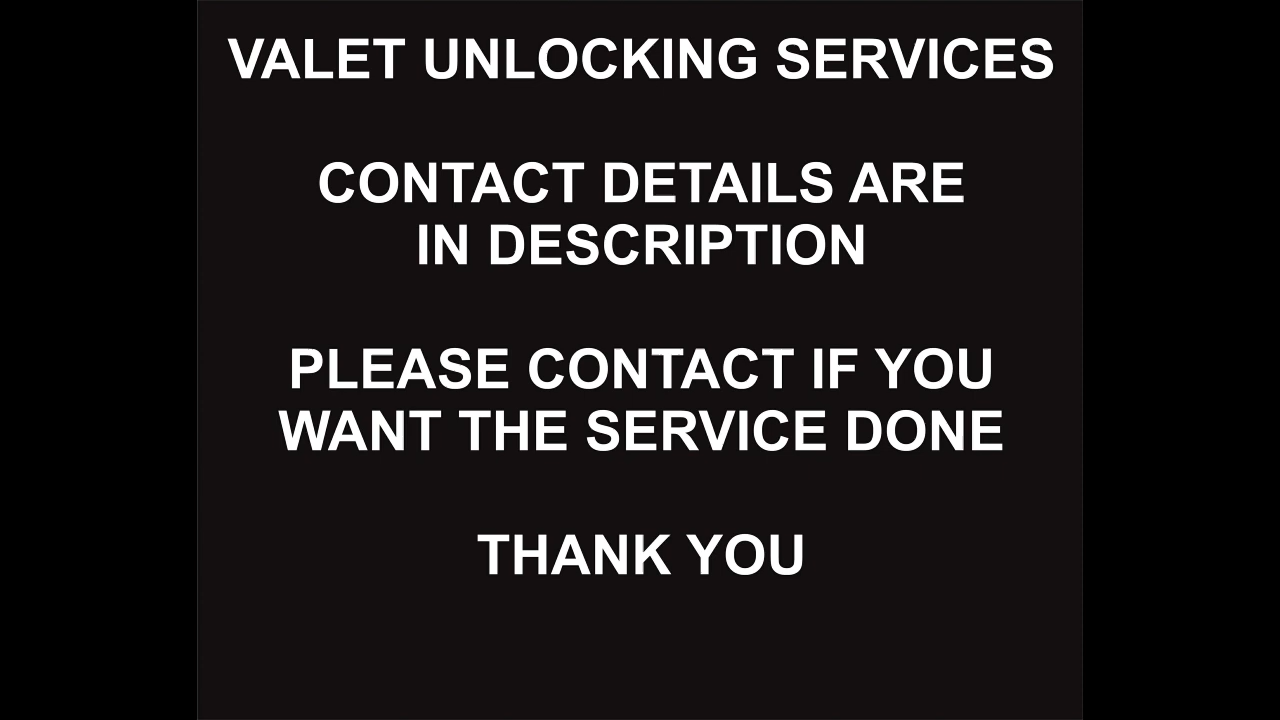 VALET UNLOCKING SERVICES
CONTACT DETAILS ARE
IN DESCRIPTION
PLEASE CONTACT IF YOU
WANT THE SERVICE DONE
THANK YOU